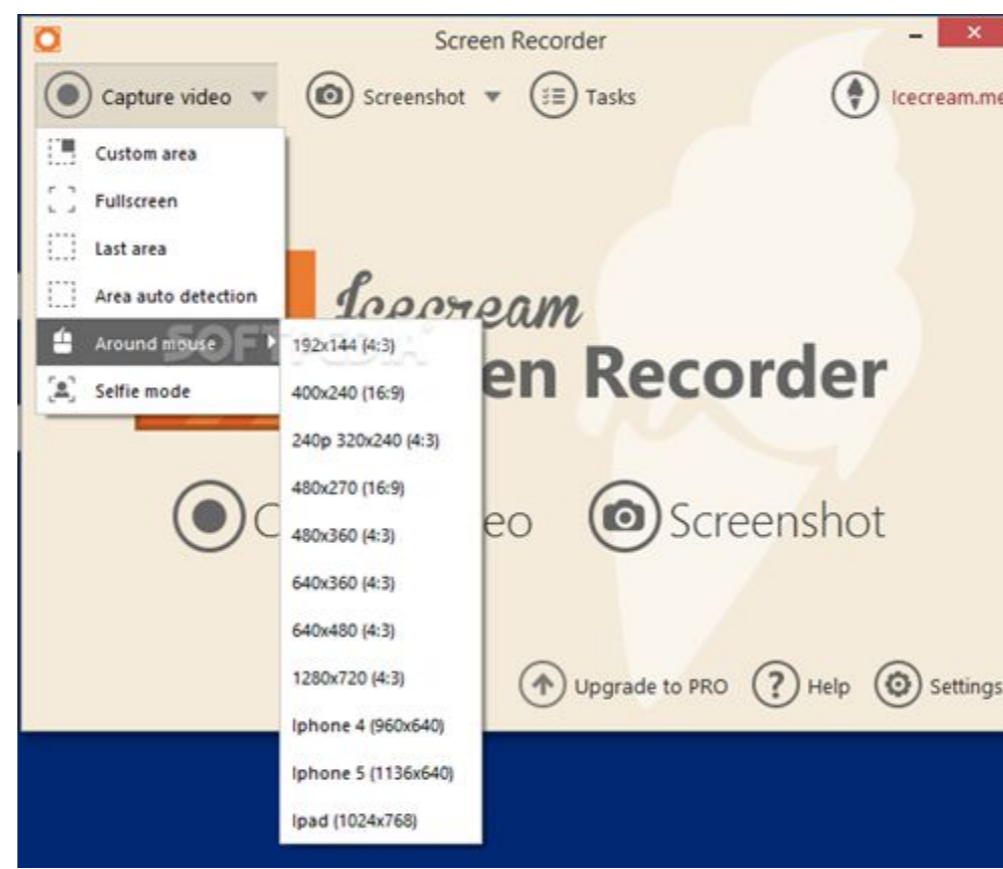 Screen Recorder
Capture video
Screenshot
Tasks
Icecream.me
Custom area
Fullscreen
Last area
Area auto detection
Around mouse
Selfie mode
SOFTPEDIA
192x144 (4:3)
400x240 (16:9)
240p 320x240 (4:3)
480x270 (16:9)
480x360 (4:3)
640x360 (4:3)
640x480 (4:3)
1280x720 (4:3)
Iphone 4 (960x640)
Iphone 5 (1136x640)
Ipad (1024x768)
Icecream
en Recorder
C eo
Screenshot
Upgrade to PRO
Help
Settings